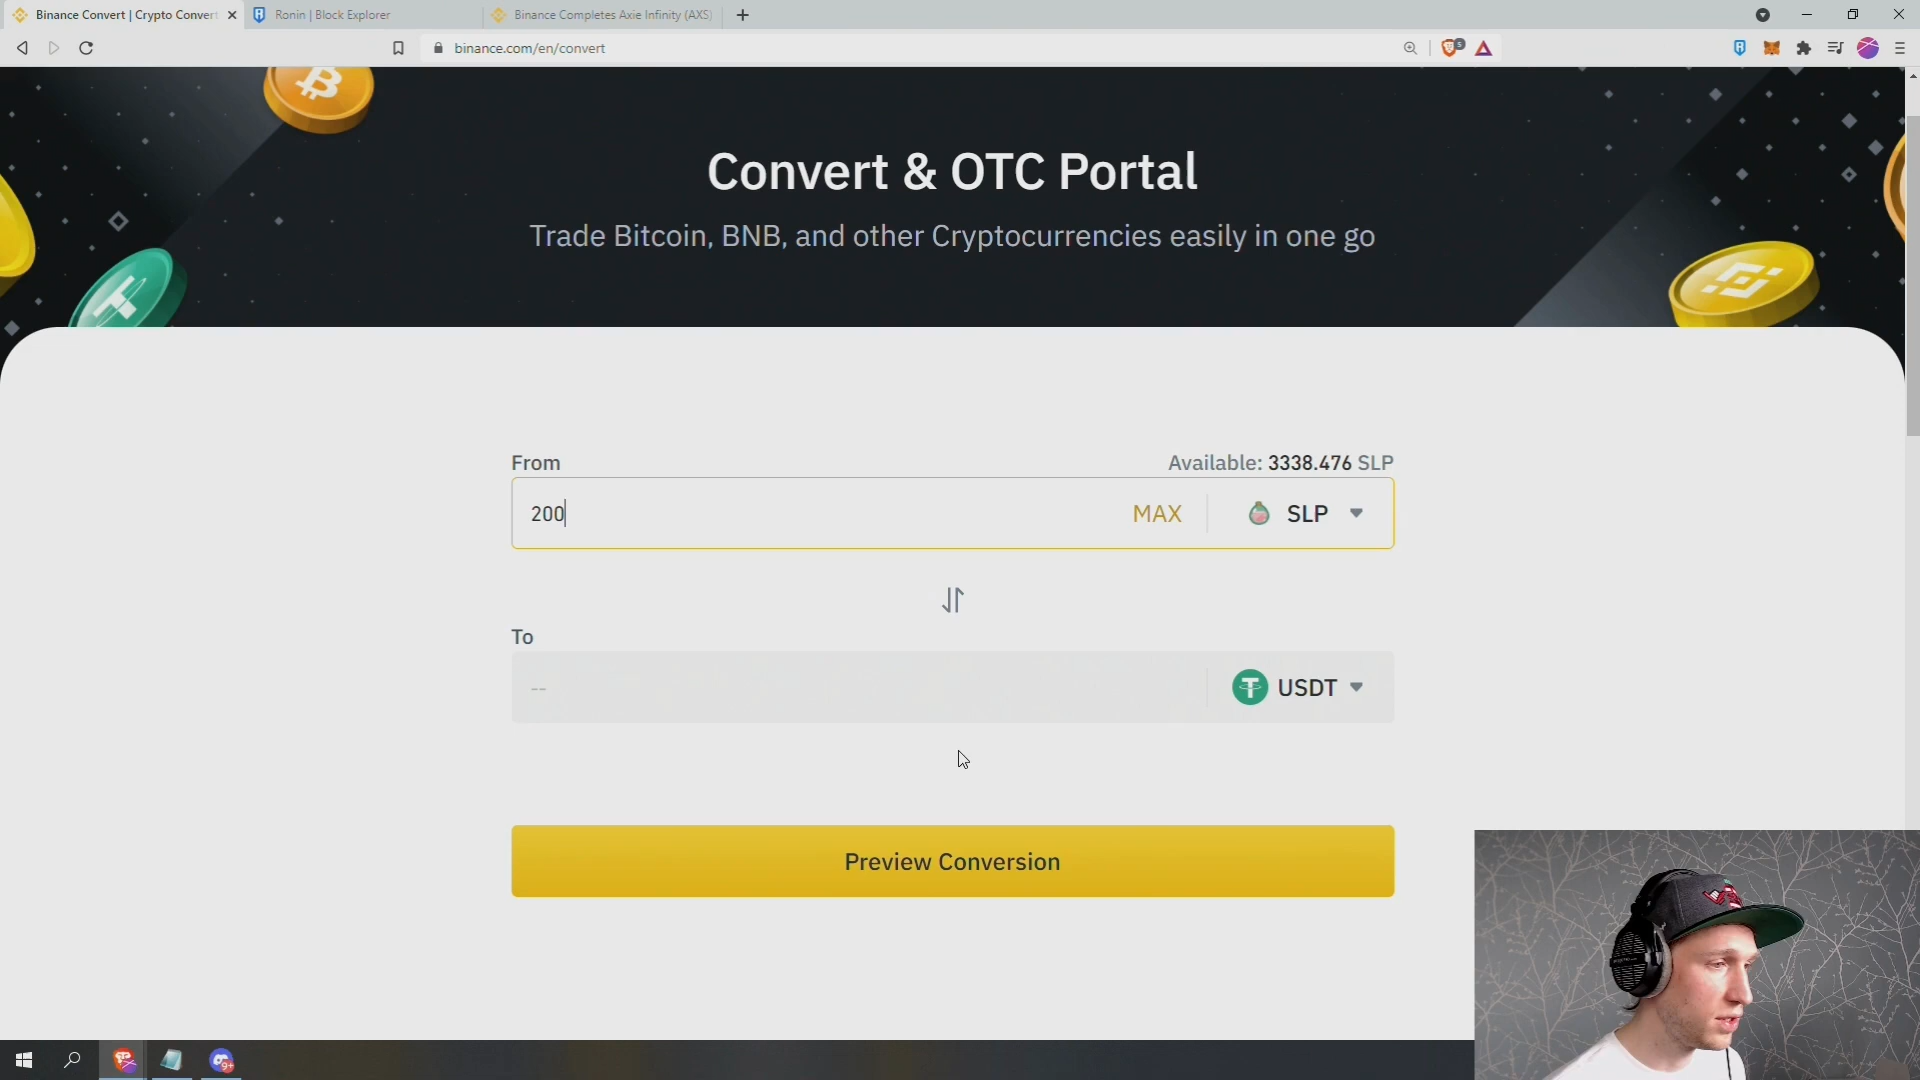 Binance Convert | Crypto Convert
Ronin | Block Explorer
Binance Completes Axie Infinity (AXS)
binance.com/en/convert
5
Convert & OTC Portal
Trade Bitcoin, BNB, and other Cryptocurrencies easily in one go
From
Available: 3338.476 SLP
200
MAX
SLP
To
--
USDT
Preview Conversion
9+